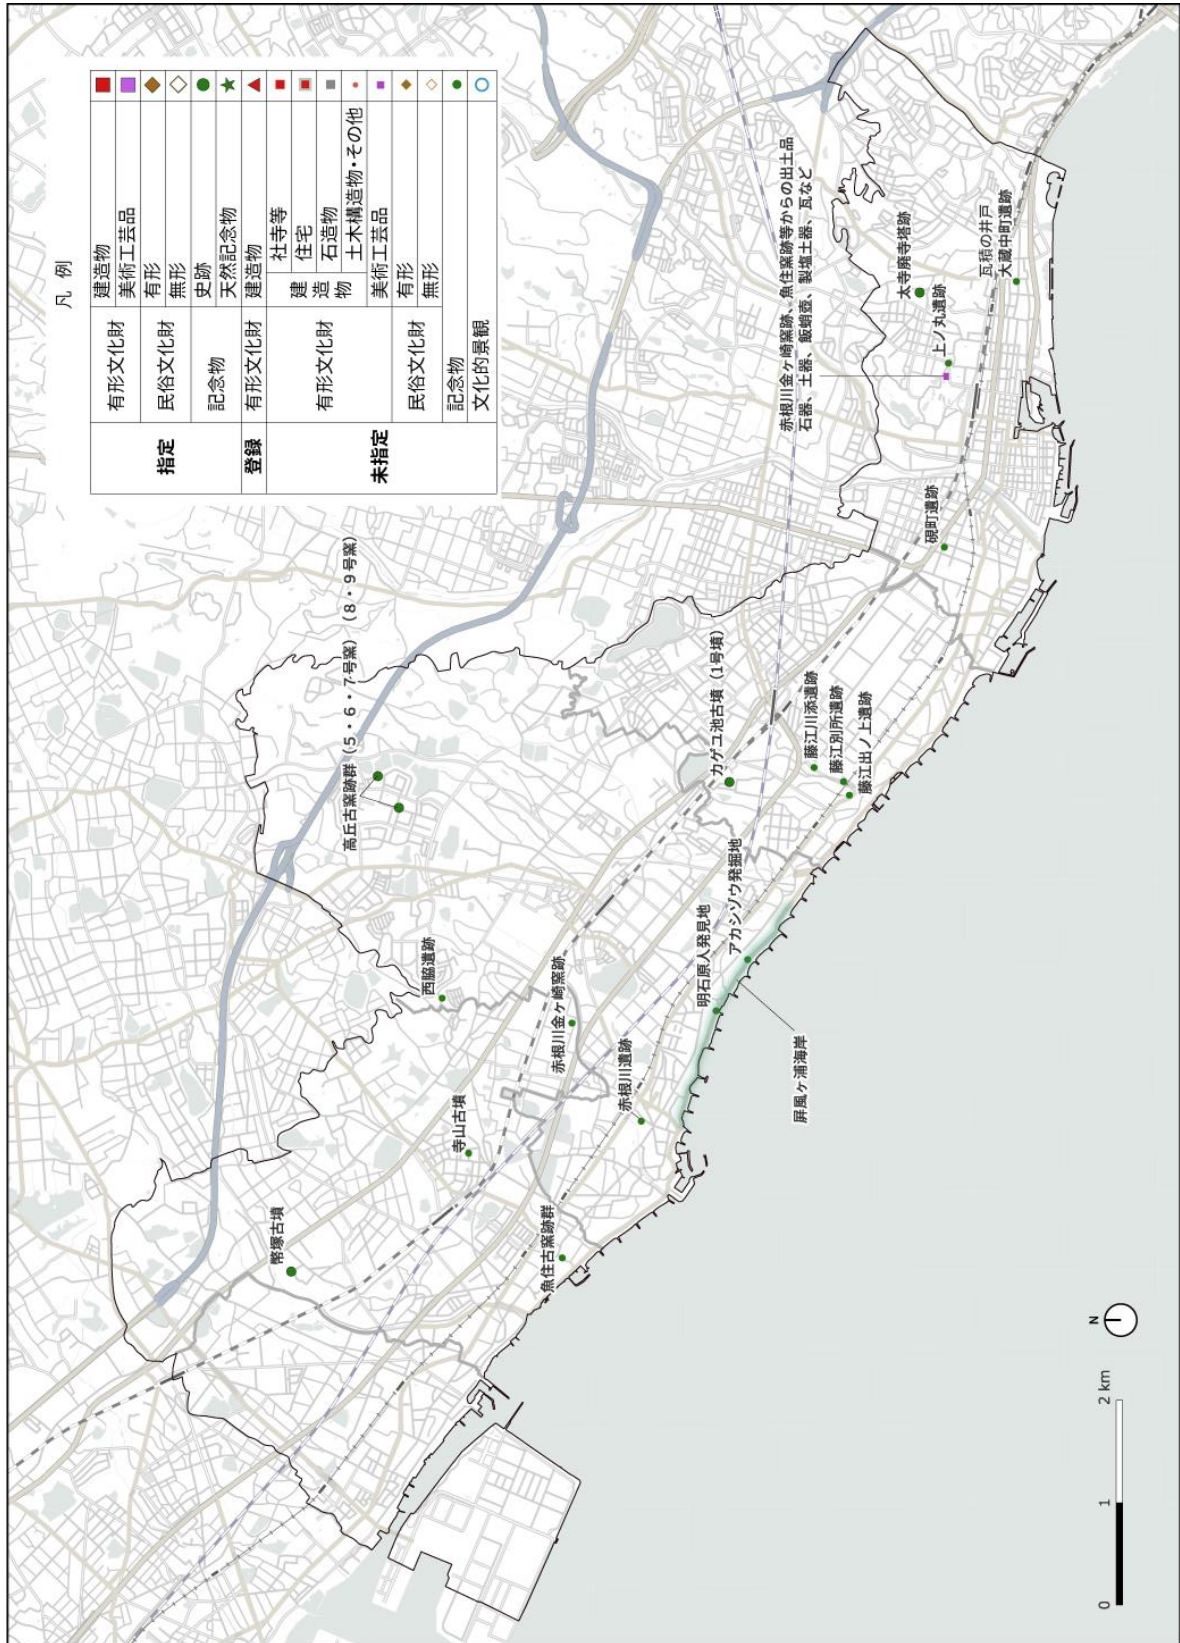 凡 例
指定
有形文化財
建造物
美術工芸品
民俗文化財
有形
無形
記念物
史跡
天然記念物
登録
有形文化財
建造物
未指定
有形文化財
建造物
社寺等
住宅
石造物
土木構造物・その他
美術工芸品
民俗文化財
有形
無形
記念物
文化的景観
高丘古窯跡群（5・6・7号窯）（8・9号窯）
西脇遺跡
幣塚古墳
寺山古墳
赤根川金ヶ崎窯跡
魚住古窯跡群
赤根川遺跡
明石原人発見地
アカシゾウ発掘地
屏風ヶ浦海岸
カゲユ池古墳（1号墳）
藤江川添遺跡
藤江別所遺跡
藤江出ノ上遺跡
赤根川金ヶ崎窯跡、魚住窯跡等からの出土品
石器、土器、飯蛸壺、製塩土器、瓦など
太寺廃寺塔跡
上ノ丸遺跡
瓦積の井戸
大蔵中町遺跡
硯町遺跡
N
0 1 2 km